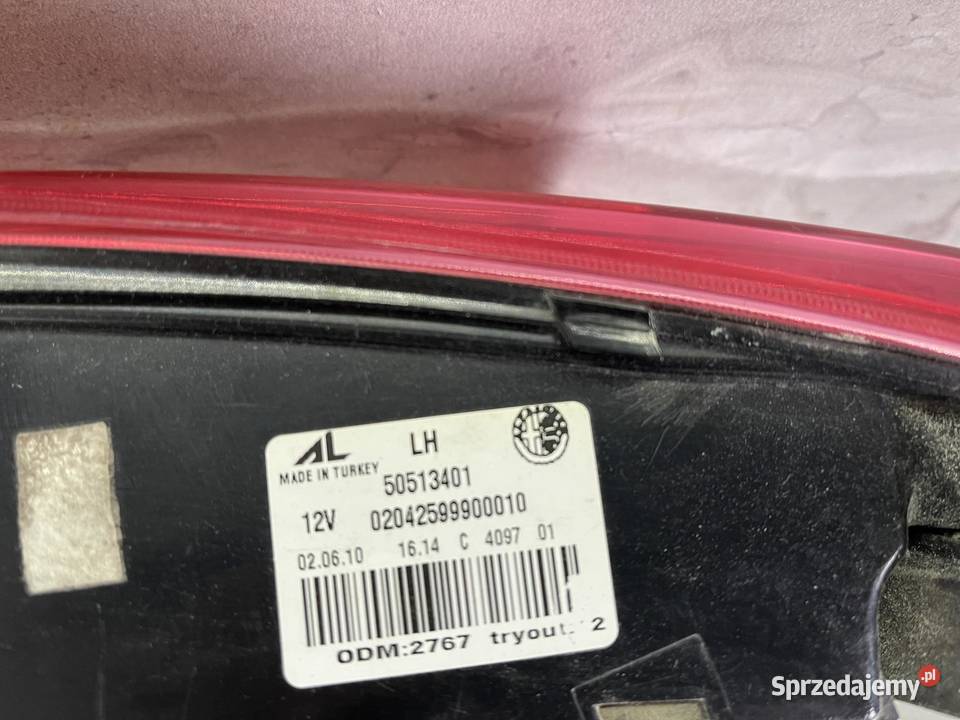 AL LH
MADE IN TURKEY 50513401
12V 02042599900010
02.06.10 16.14 C 4097 01
ODM:2767 tryout: 2
Sprzedajemy.pl